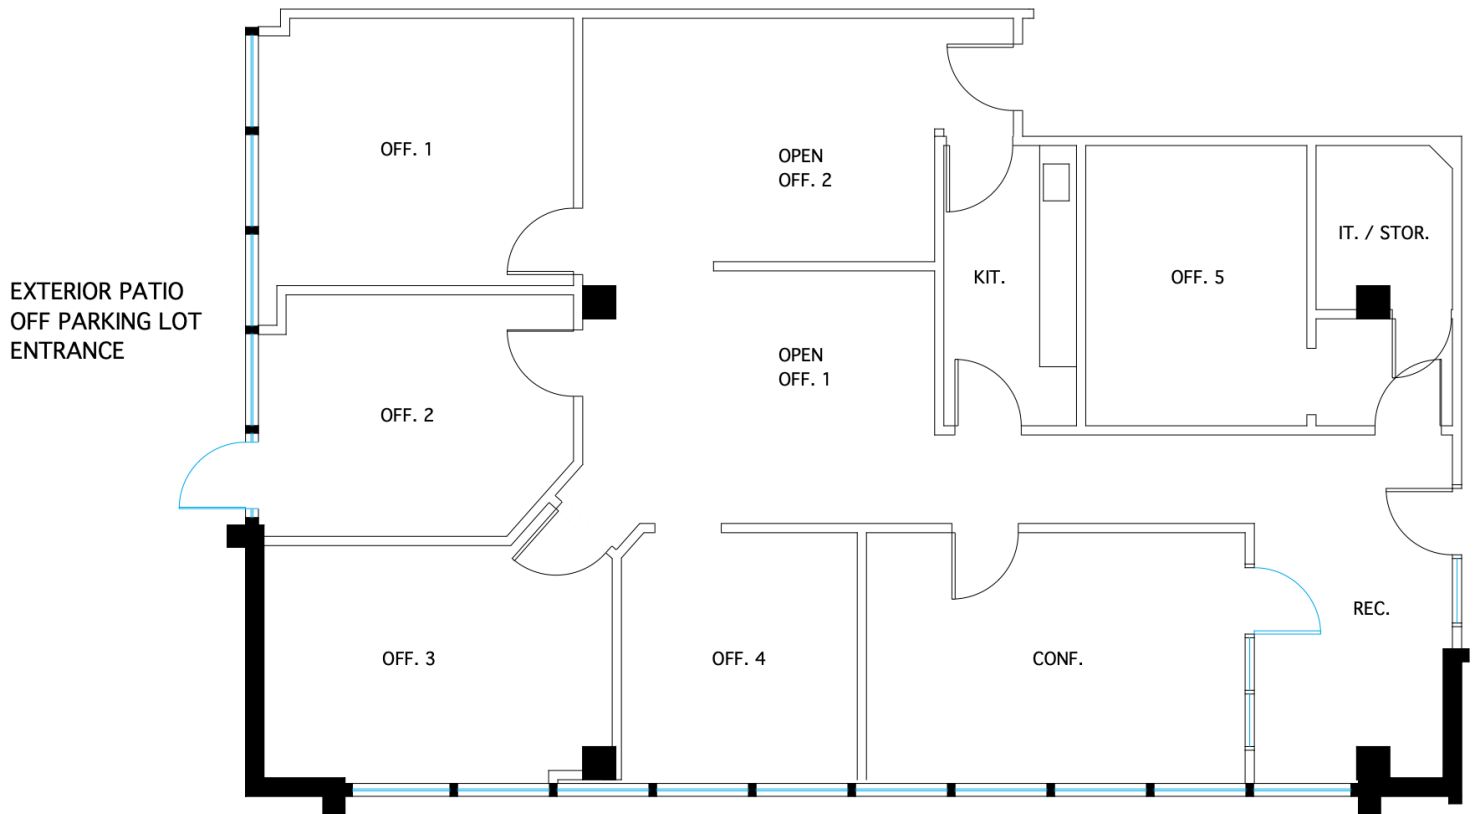 OFF. 1
OPEN
OFF. 2
IT. / STOR.
KIT.
OFF. 5
EXTERIOR PATIO
OFF PARKING LOT
ENTRANCE
OPEN
OFF. 1
OFF. 2
REC.
OFF. 3
OFF. 4
CONF.